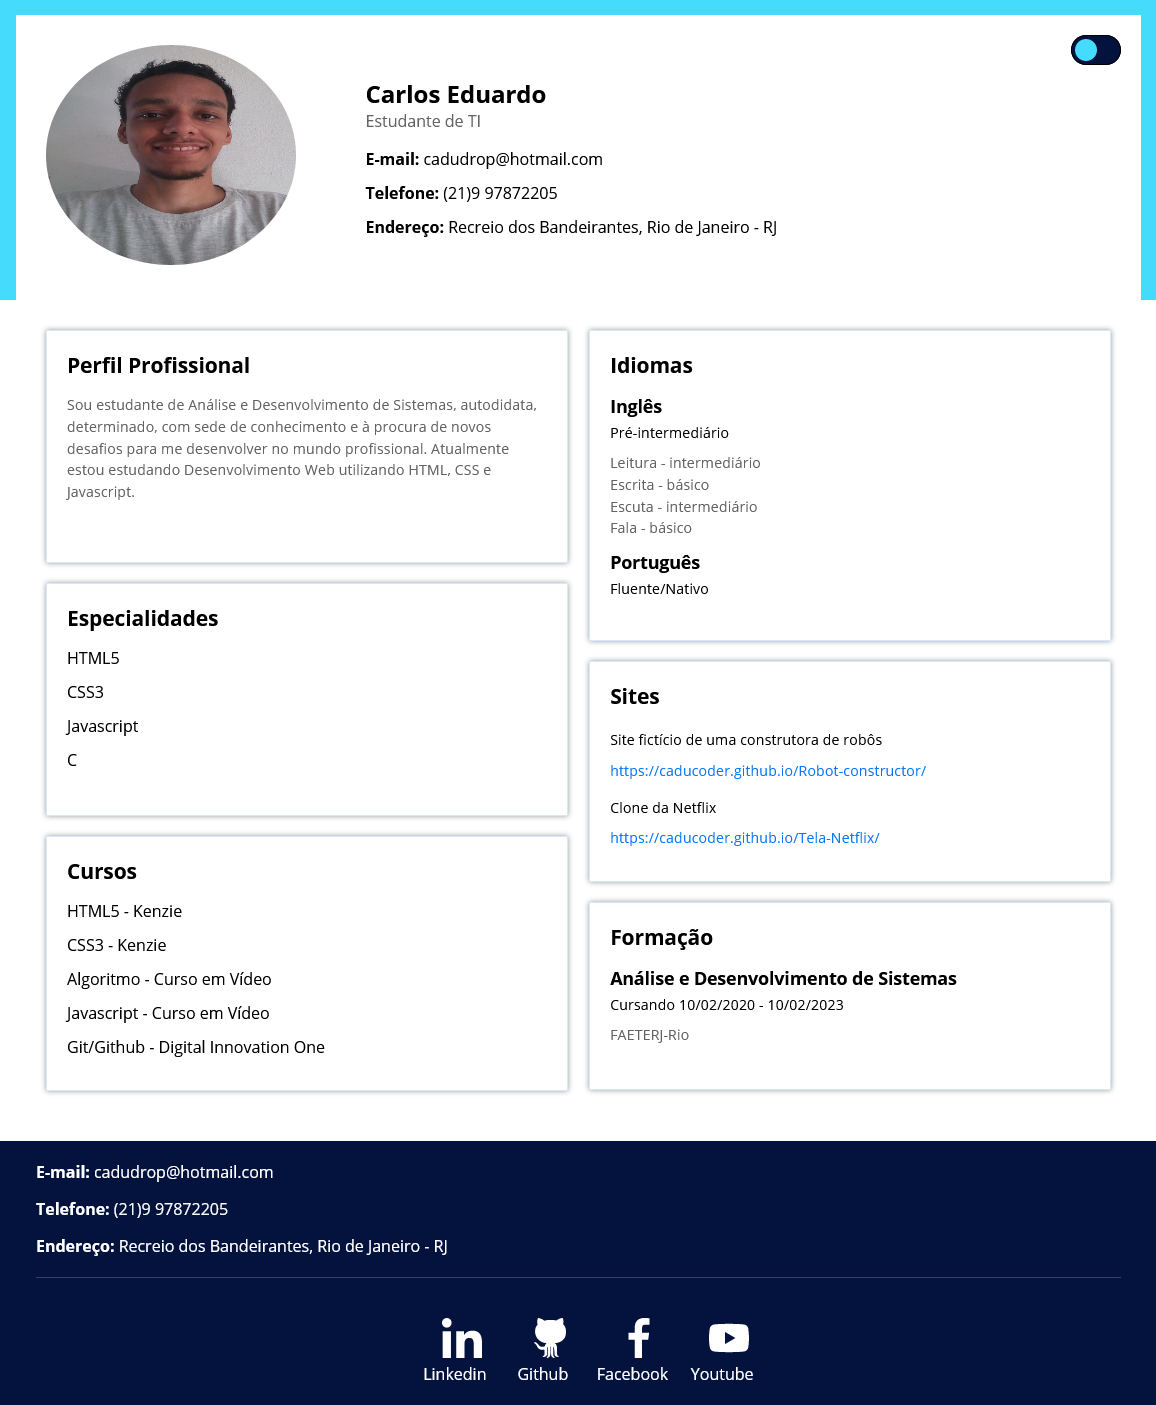 Carlos Eduardo
Estudante de TI
E-mail: cadudrop@hotmail.com
Telefone: (21)9 97872205
Endereço: Recreio dos Bandeirantes, Rio de Janeiro - RJ
Perfil Profissional
Sou estudante de Análise e Desenvolvimento de Sistemas, autodidata,
determinado, com sede de conhecimento e à procura de novos
desafios para me desenvolver no mundo profissional. Atualmente
estou estudando Desenvolvimento Web utilizando HTML, CSS e
Javascript.
Especialidades
HTML5
CSS3
Javascript
C
Cursos
HTML5 - Kenzie
CSS3 - Kenzie
Algoritmo - Curso em Vídeo
Javascript - Curso em Vídeo
Git/Github - Digital Innovation One
Idiomas
Inglês
Pré-intermediário
Leitura - intermediário
Escrita - básico
Escuta - intermediário
Fala - básico
Português
Fluente/Nativo
Sites
Site fictício de uma construtora de robôs
https://caducoder.github.io/Robot-constructor/
Clone da Netflix
https://caducoder.github.io/Tela-Netflix/
Formação
Análise e Desenvolvimento de Sistemas
Cursando 10/02/2020 - 10/02/2023
FAETERJ-Rio
E-mail: cadudrop@hotmail.com
Telefone: (21)9 97872205
Endereço: Recreio dos Bandeirantes, Rio de Janeiro - RJ
Linkedin Github Facebook Youtube